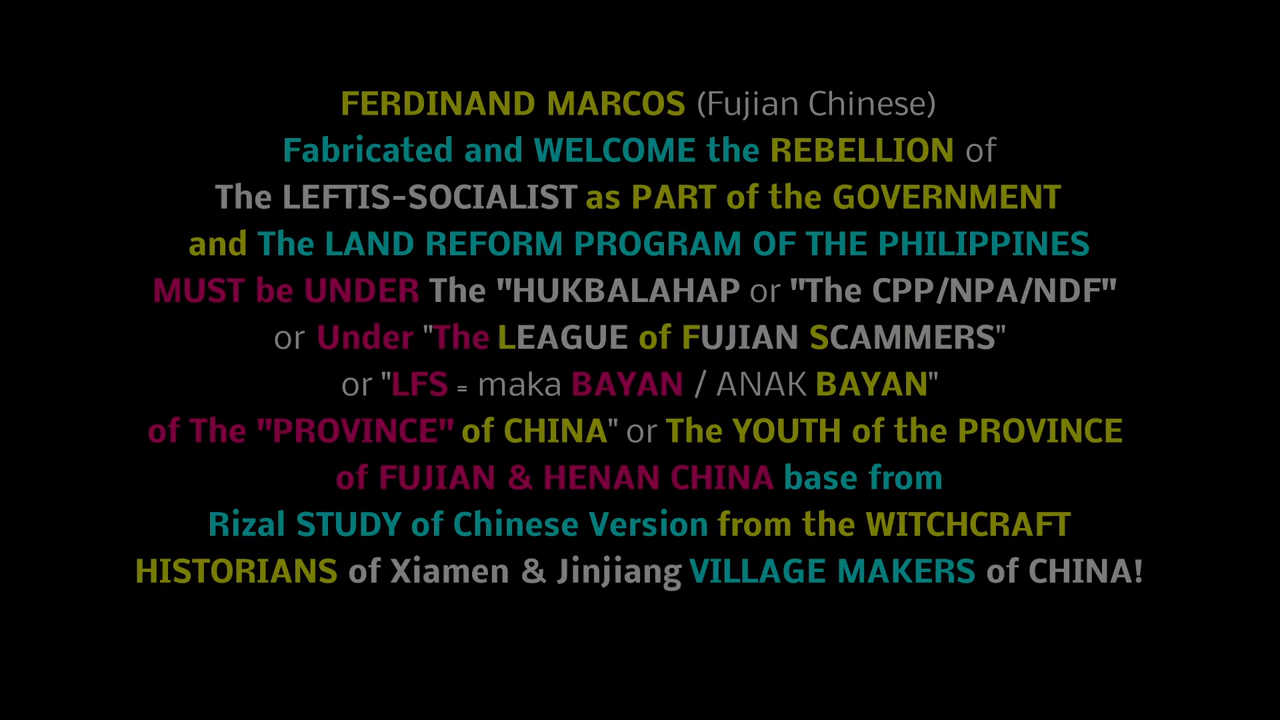 FERDINAND MARCOS (Fujian Chinese)
Fabricated and WELCOME the REBELLION of
The LEFTIS-SOCIALIST as PART of the GOVERNMENT
and The LAND REFORM PROGRAM OF THE PHILIPPINES
MUST be UNDER The "HUKBALAHAP or "The CPP/NPA/NDF"
or Under "The LEAGUE of FUJIAN SCAMMERS"
or "LFS = maka BAYAN / ANAK BAYAN"
of The "PROVINCE" of CHINA" or The YOUTH of the PROVINCE
of FUJIAN & HENAN CHINA base from
Rizal STUDY of Chinese Version from the WITCHCRAFT
HISTORIANS of Xiamen & Jinjiang VILLAGE MAKERS of CHINA!